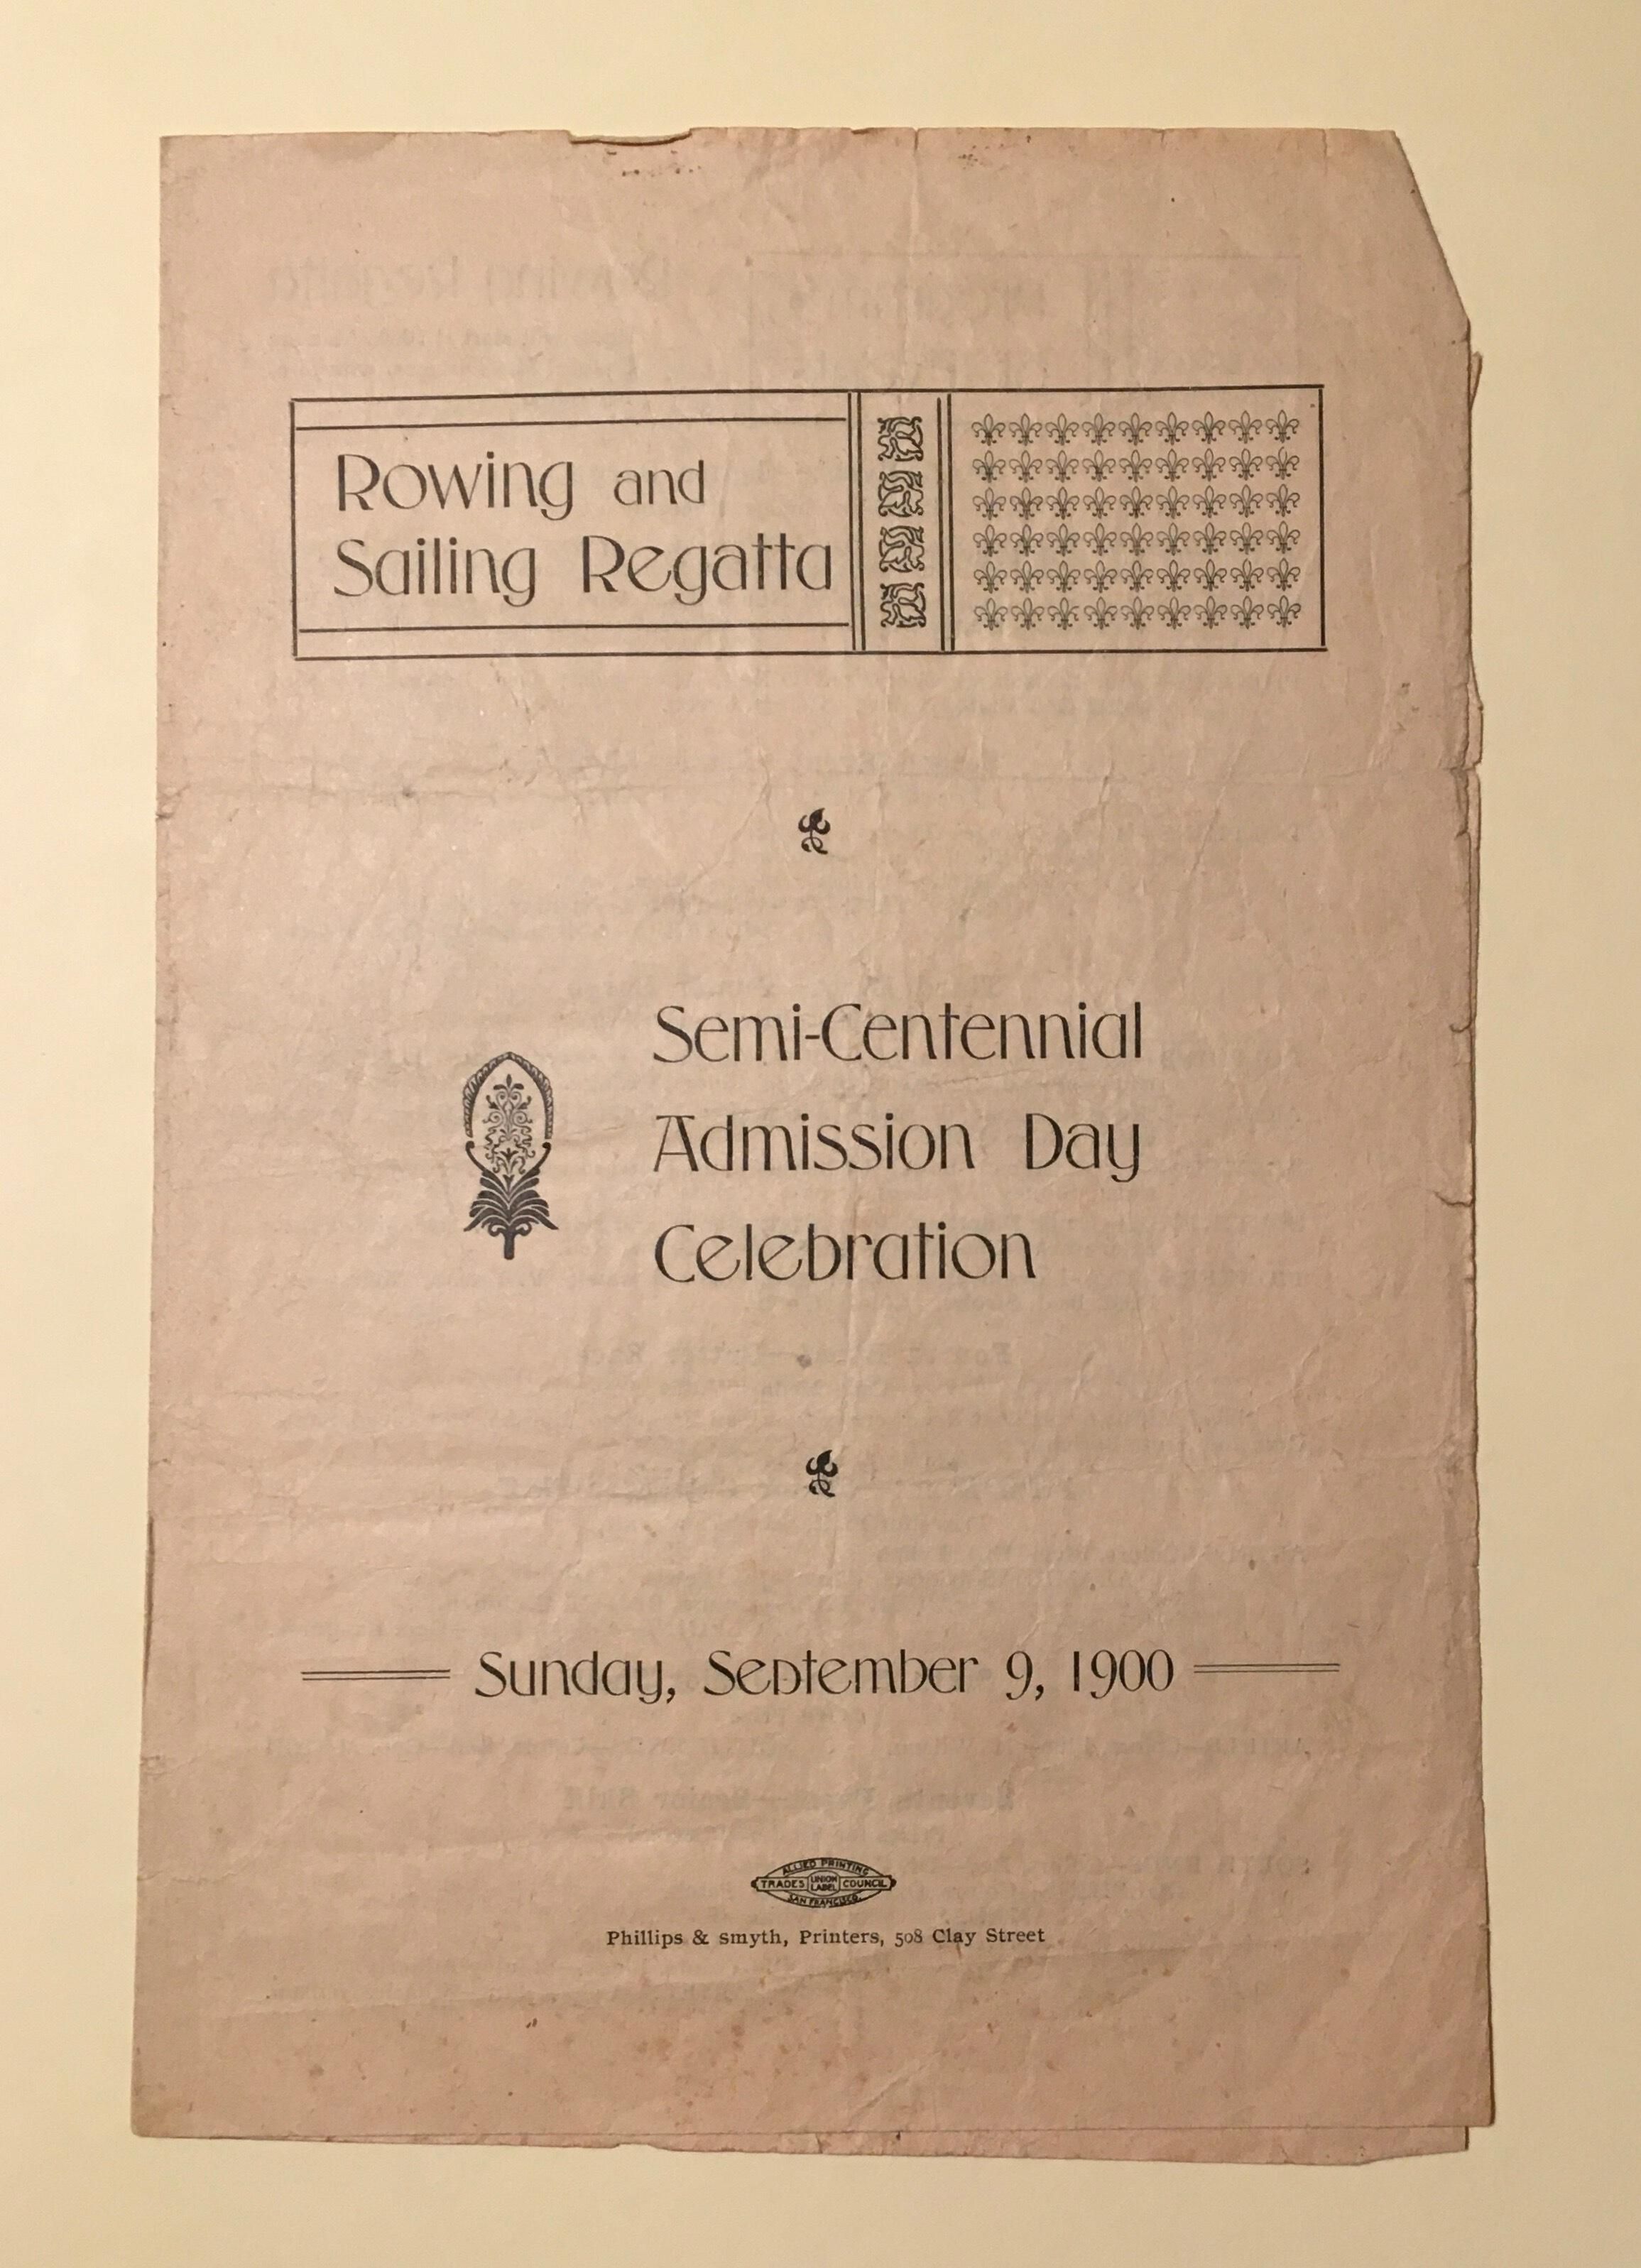 Rowing and
Sailing Regatta
Semi-Centennial
Admission Day
Celebration
Sunday, September 9, 1900
ALLIED PRINTING
TRADES UNION LABEL COUNCIL
SAN FRANCISCO
Phillips & smyth, Printers, 508 Clay Street